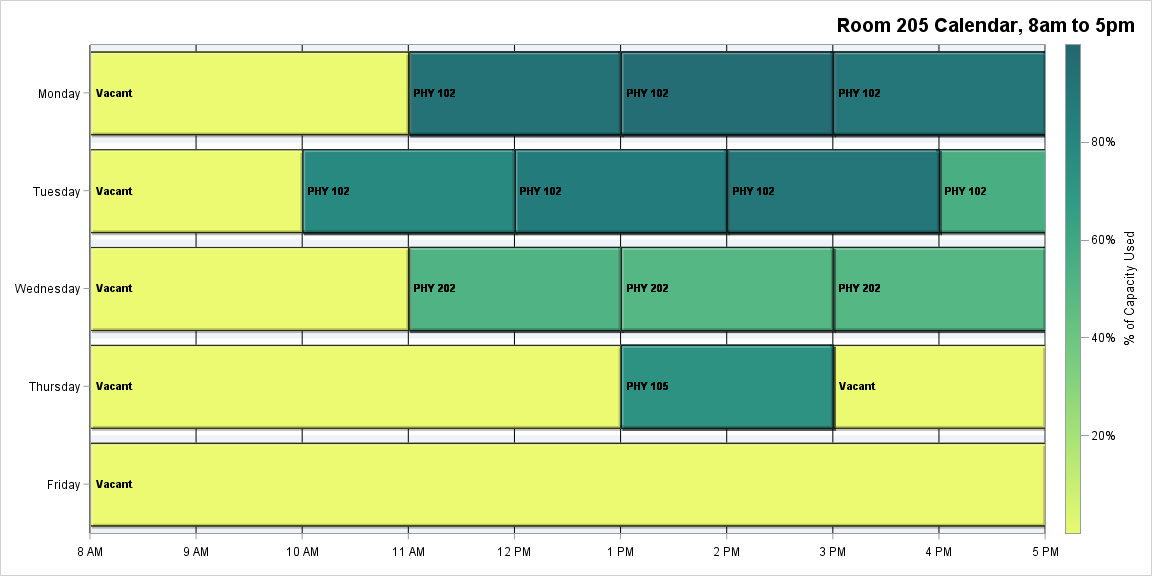 Room 205 Calendar, 8am to 5pm
Monday
Vacant
PHY 102
PHY 102
PHY 102
Tuesday
Vacant
PHY 102
PHY 102
PHY 102
PHY 102
Wednesday
Vacant
PHY 202
PHY 202
PHY 202
Thursday
Vacant
PHY 105
Vacant
Friday
Vacant
8 AM
9 AM
10 AM
11 AM
12 PM
1 PM
2 PM
3 PM
4 PM
5 PM
80%
60%
40%
20%
% of Capacity Used